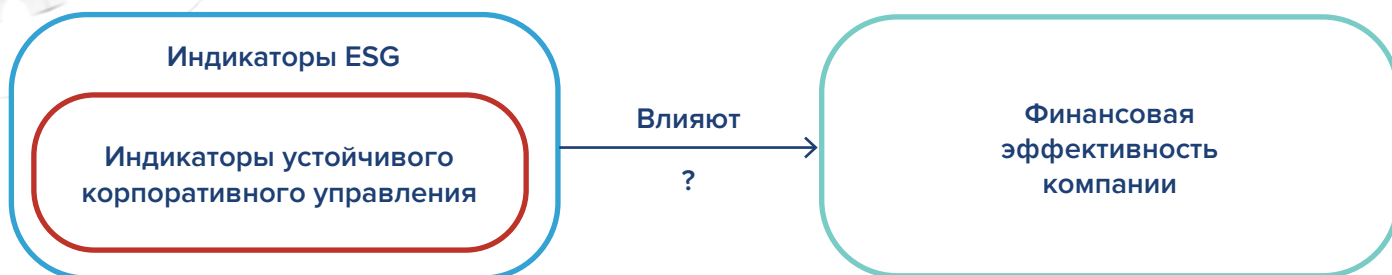 Индикаторы ESG
Индикаторы устойчивого
корпоративного управления
Влияют
?
Финансовая
эффективность
компании